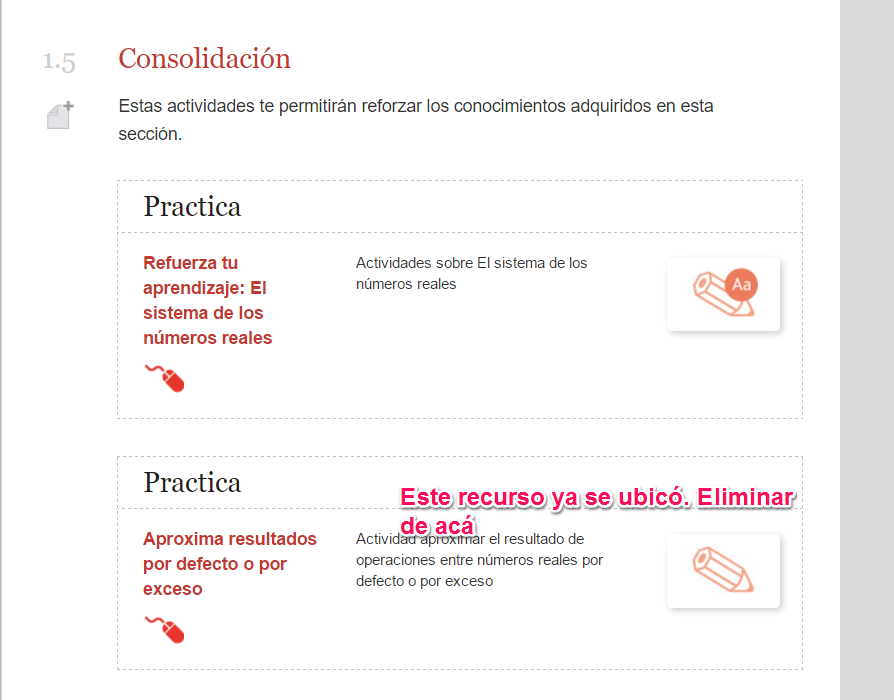 1.5 Consolidación
Estas actividades te permitirán reforzar los conocimientos adquiridos en esta
sección.
Practica
Refuerza tu
aprendizaje: El
sistema de los
números reales
Actividades sobre El sistema de los
números reales
Aa
Practica
Este recurso ya se ubicó. Eliminar
de acá
Aproxima resultados
por defecto o por
exceso
Actividad aproximar el resultado de
operaciones entre números reales por
defecto o por exceso